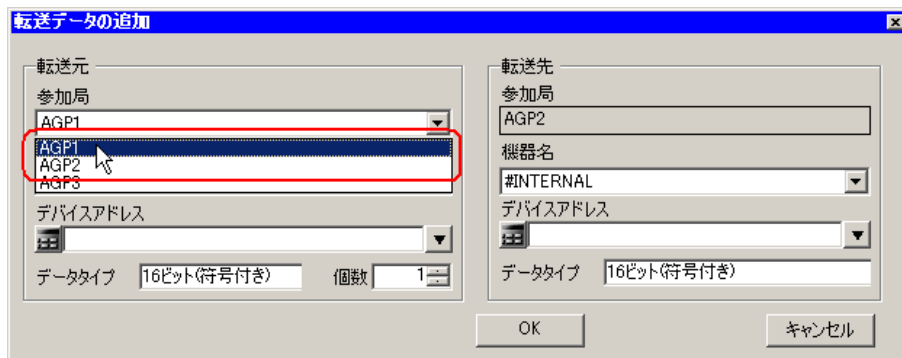 転送データの追加
転送元
参加局
AGP1
AGP1
AGP2
AGP3
デバイスアドレス
データタイプ 16ビット(符号付き) 個数 1
転送先
参加局
AGP2
機器名
#INTERNAL
デバイスアドレス
データタイプ 16ビット(符号付き)
OK キャンセル